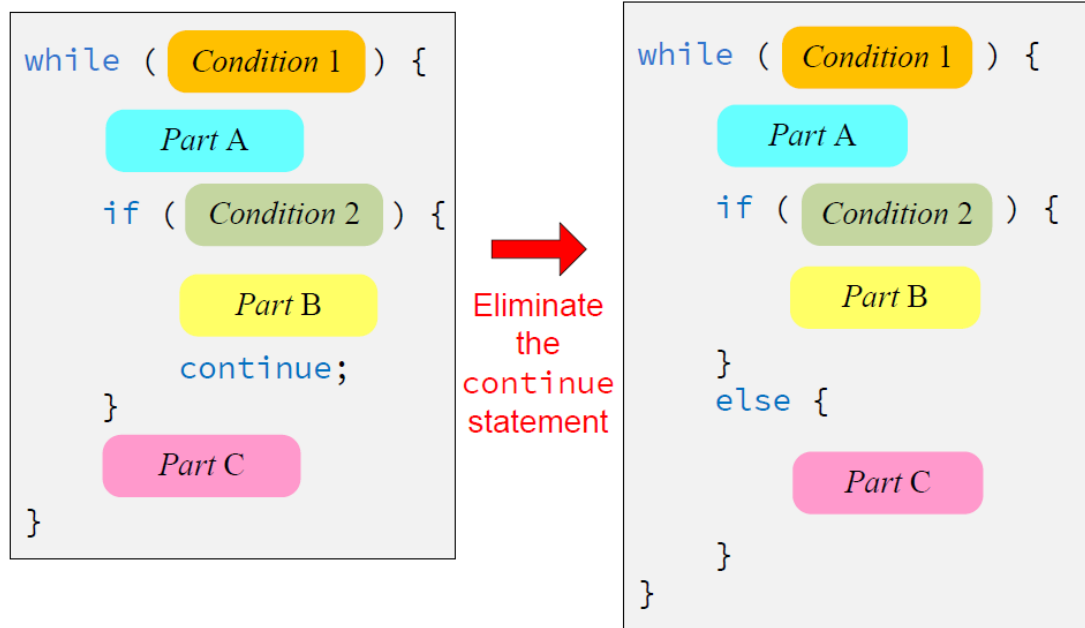 while ( Condition 1 ) {
Part A
if ( Condition 2 ) {
Part B
continue;
}
Part C
}
Eliminate
the
continue
statement
while ( Condition 1 ) {
Part A
if ( Condition 2 ) {
Part B
}
else {
Part C
}
}